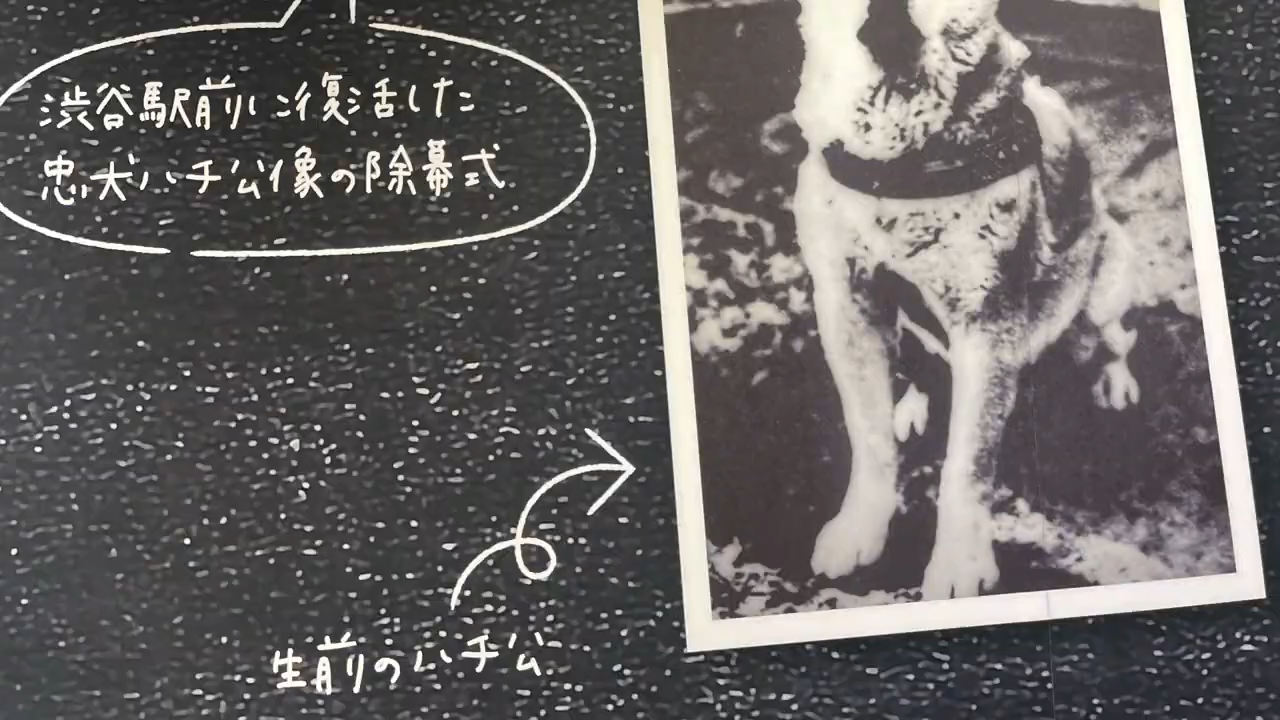 渋谷駅前に復活した
忠犬ハチ公像の除幕式
生前のハチ公